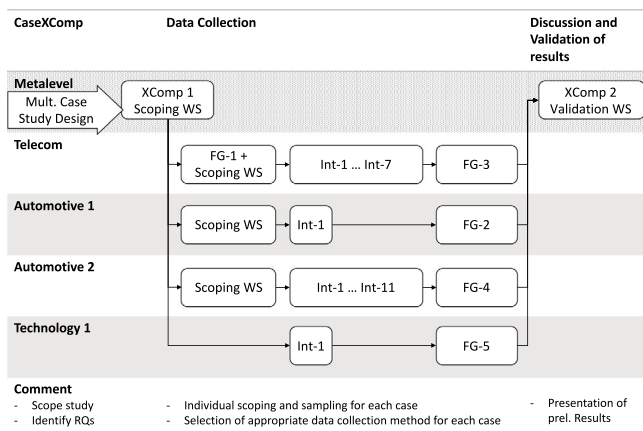 CaseXComp
Data Collection
Discussion and
Validation of
results
Metalevel
Mult. Case
Study Design
XComp 1
Scoping WS
XComp 2
Validation WS
Telecom
FG-1 +
Scoping WS
Int-1 ... Int-7
FG-3
Automotive 1
Scoping WS
Int-1
FG-2
Automotive 2
Scoping WS
Int-1 ... Int-11
FG-4
Technology 1
Int-1
FG-5
Comment
- Scope study
- Identify RQs
- Individual scoping and sampling for each case
- Selection of appropriate data collection method for each case
- Presentation of
prel. Results